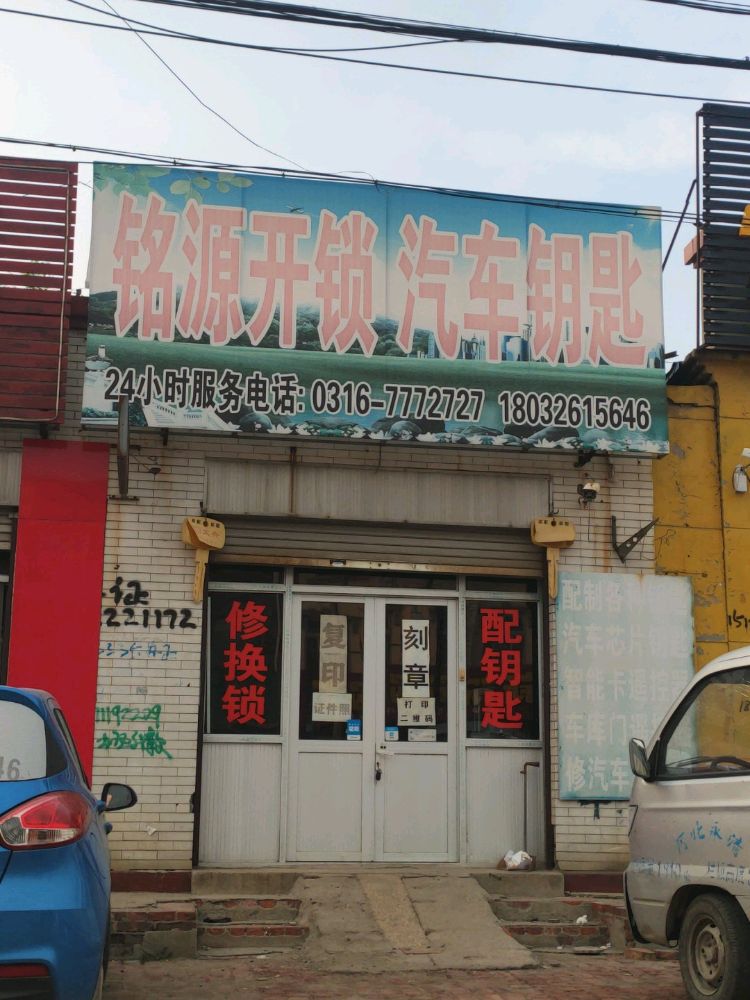 铭源开锁 汽车钥匙
24小时服务电话: 0316-7772727 18032615646
修换锁
复印
证件照
刻章
打印
二维码
配钥匙
配制各种
汽车芯片
智能卡遥控
车库门遥
修汽车
221172